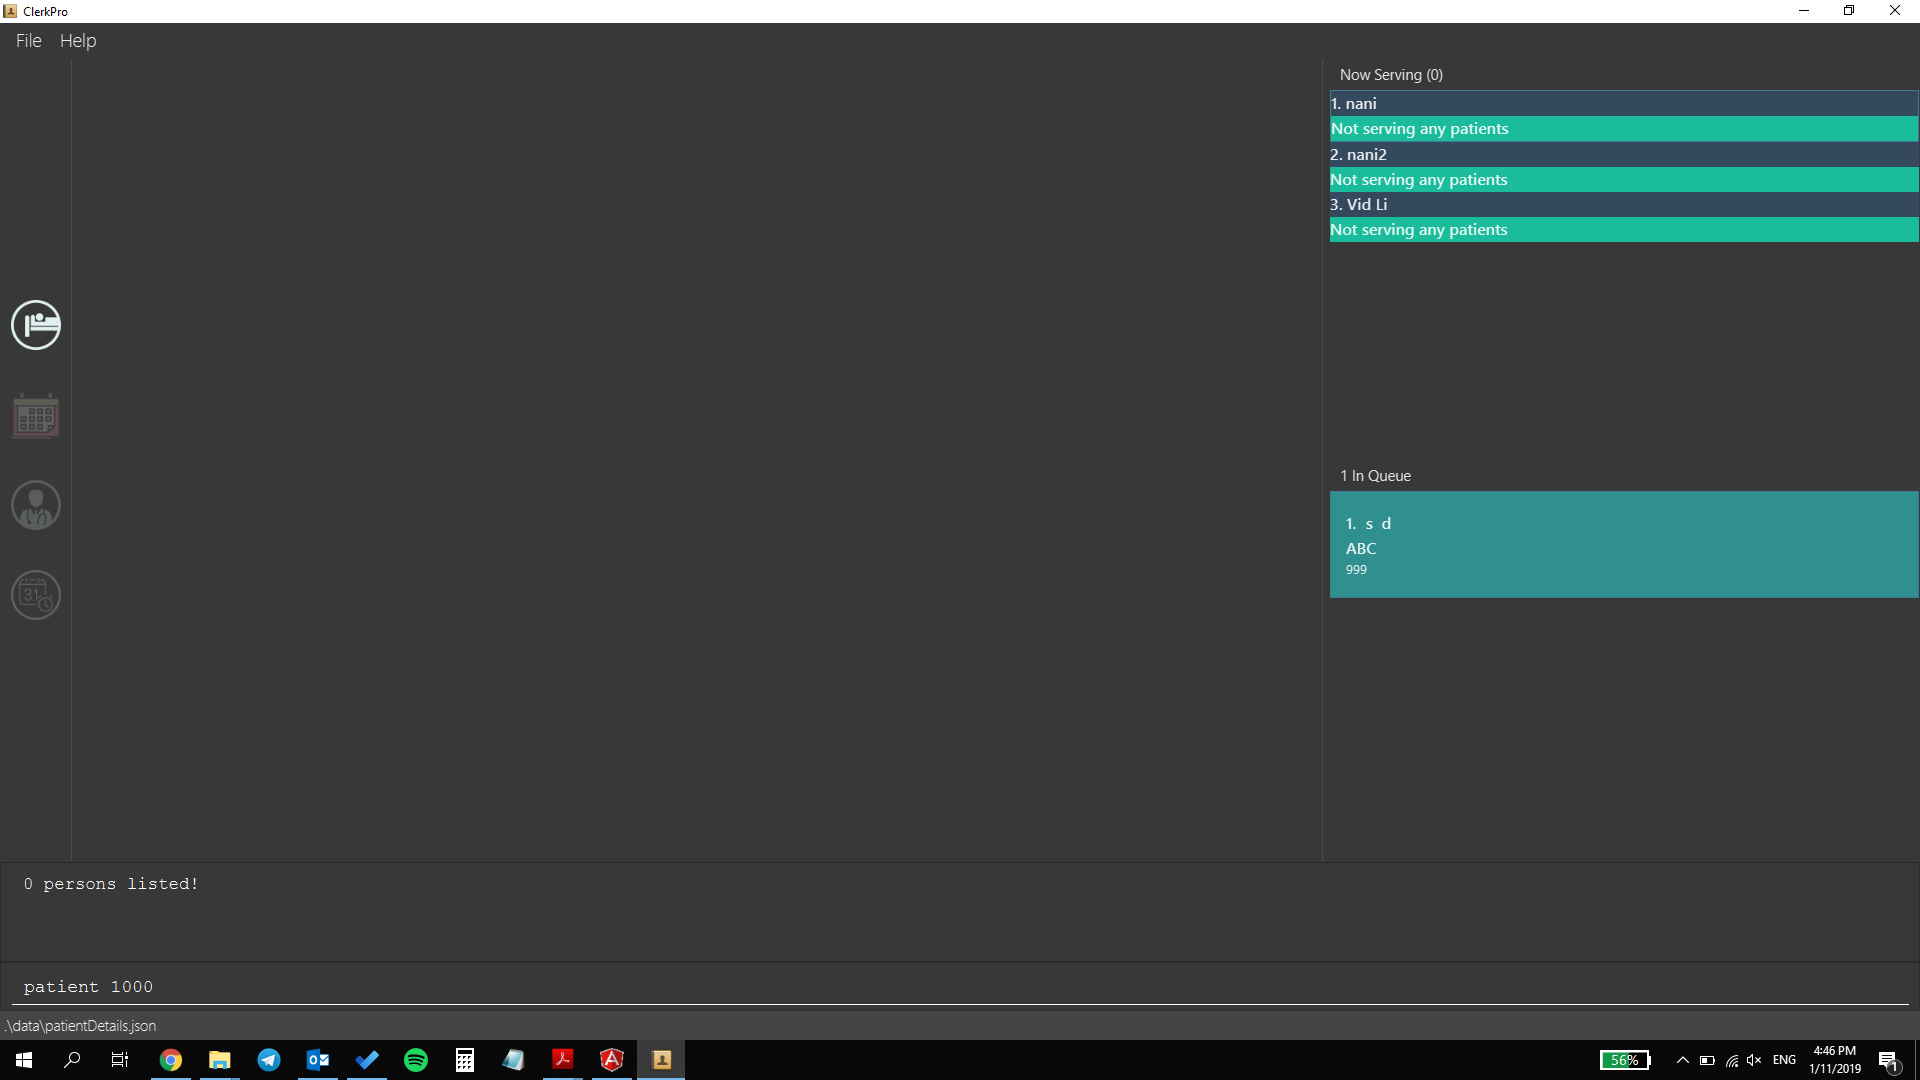 ClerkPro
File Help
Now Serving (0)
1. nani
Not serving any patients
2. nani2
Not serving any patients
3. Vid Li
Not serving any patients
1 In Queue
1. s d
ABC
999
31
0 persons listed!
patient 1000
.\data\patientDetails.json
56%
ENG
4:46 PM
1/11/2019
1